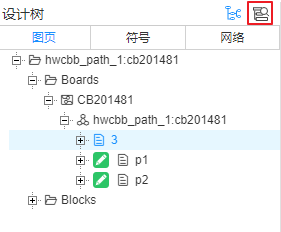 设计树
图页 符号 网络
hwcbb_path_1:cb201481
Boards
CB201481
hwcbb_path_1:cb201481
3
p1
p2
Blocks